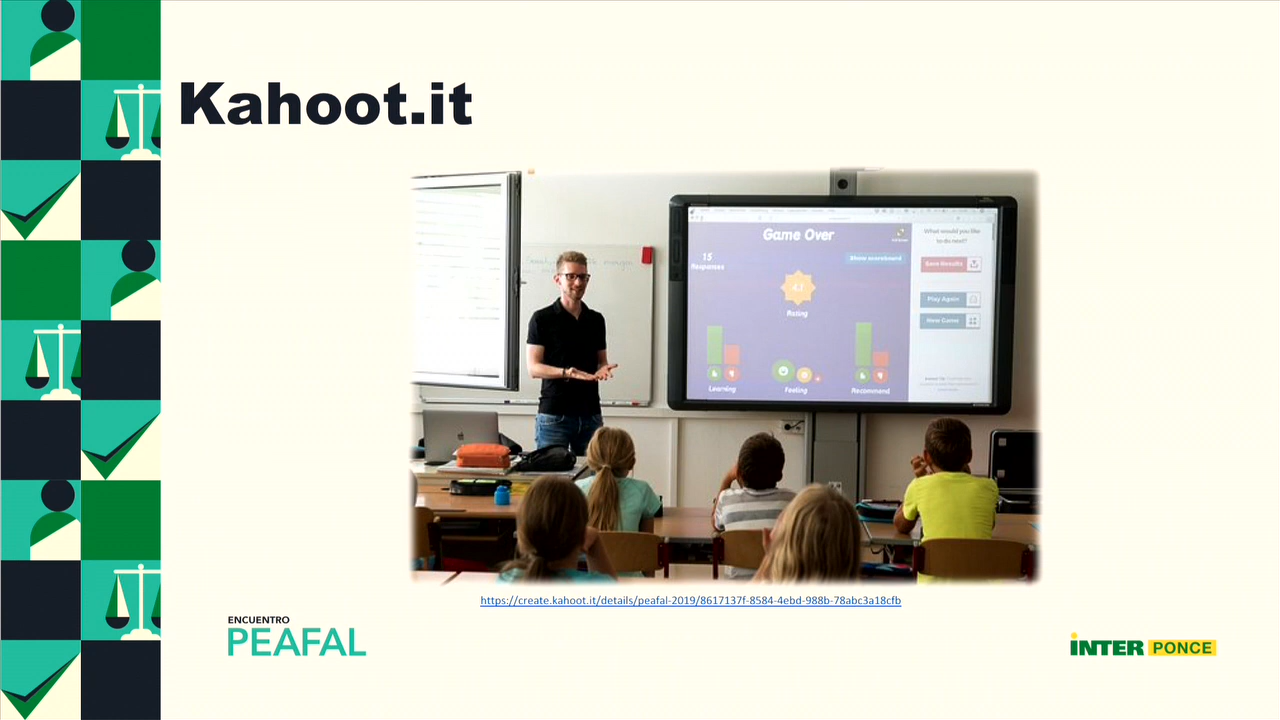 Kahoot.it
Game Over
15
Responses
Show scoreboard
4.1
Rating
Learning
Feeling
Recommend
What would you like
to do next?
Save Results
Play Again
New Game
https://create.kahoot.it/details/peafal-2019/8617137f-8584-4ebd-988b-78abc3a18cfb
ENCUENTRO
PEAFAL
INTER PONCE